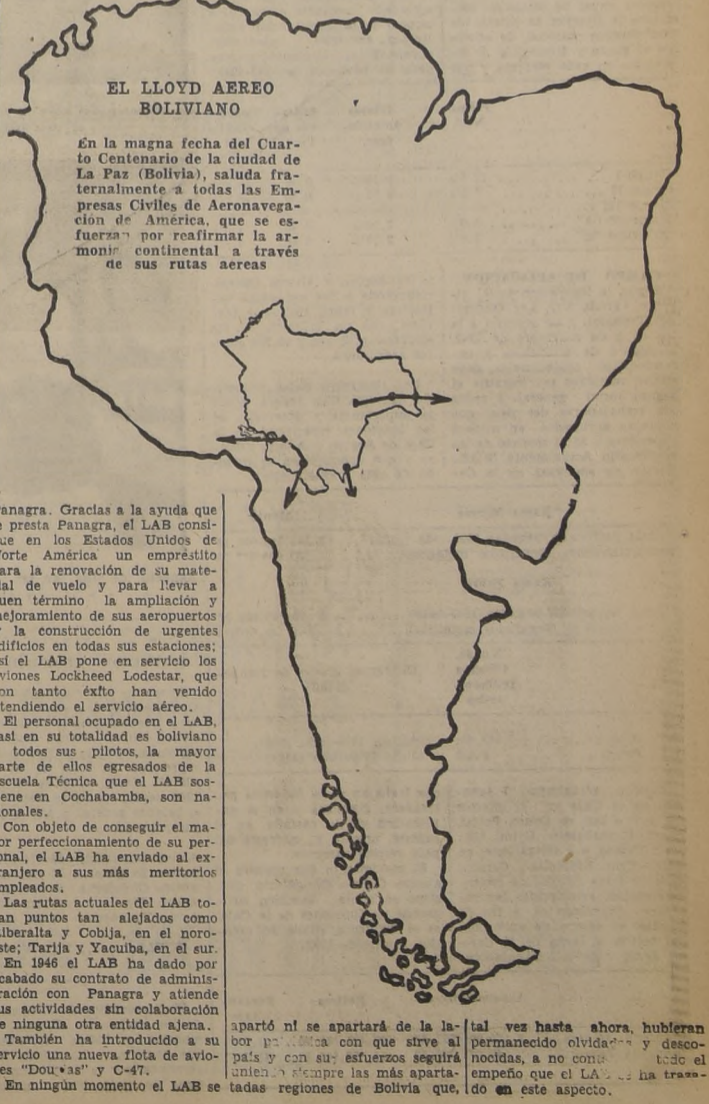 EL LLOYD AEREO
BOLIVIANO
En la magna fecha del Cuar-
to Centenario de la ciudad de
La Paz (Bolivia), saluda fra-
ternalmente a todas las Em-
presas Civiles de Aeronavega-
ción de América, que se es-
fuerzan por reafirmar la ar-
monia continental a través
de sus rutas aereas
anagra. Gracias a la ayuda que
presta Panagra, el LAB consi-
ue en los Estados Unidos de
orte América un empréstito
ara la renovación de su mate-
ial de vuelo y para llevar a
uen término la ampliación y
ejoramiento de sus aeropuertos
la construcción de urgentes
dificios en todas sus estaciones;
sí el LAB pone en servicio los
viones Lockheed Lodestar, que
on tanto éxito han venido
tendiendo el servicio aéreo.
El personal ocupado en el LAB,
asi en su totalidad es boliviano
todos sus pilotos, la mayor
arte de ellos egresados de la
scuela Técnica que el LAB sos-
ene en Cochabamba, son na-
onales.
Con objeto de conseguir el ma-
or perfeccionamiento de su per-
onal, el LAB ha enviado al ex-
ranjero a sus más meritorios
mpleados.
Las rutas actuales del LAB to-
an puntos tan alejados como
iberalta y Cobija, en el noro-
ste; Tarija y Yacuiba, en el sur.
En 1946 el LAB ha dado por
cabado su contrato de adminis-
ración con Panagra y atiende
us actividades sin colaboración
e ninguna otra entidad ajena.
También ha introducido a su
ervicio una nueva flota de avio-
es "Douglas" y C-47.
En ningún momento el LAB se
apartó ni se apartará de la la-
bor con que sirve al
país y con sus esfuerzos seguirá
uniendo siempre las más aparta-
tadas regiones de Bolivia que,
tal vez hasta ahora, hubieran
permanecido olvidadas y desco-
nocidas, a no todo el
empeño que el LAB ha traza-
do en este aspecto.